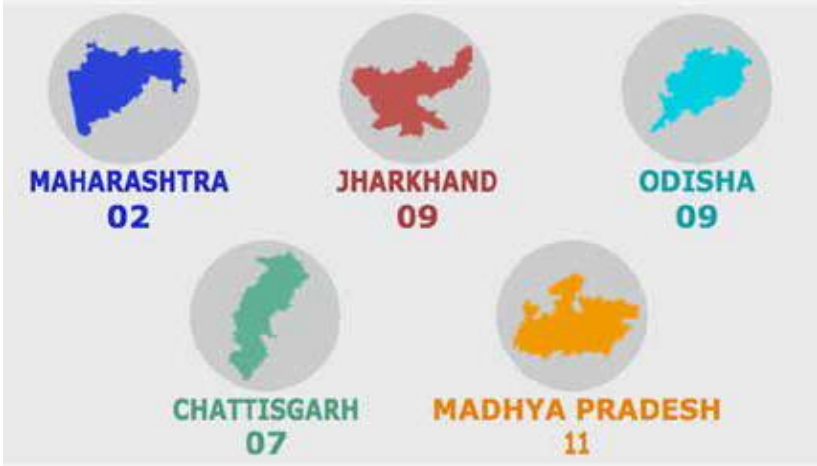 MAHARASHTRA
02
JHARKHAND
09
ODISHA
09
CHATTISGARH
07
MADHYA PRADESH
11